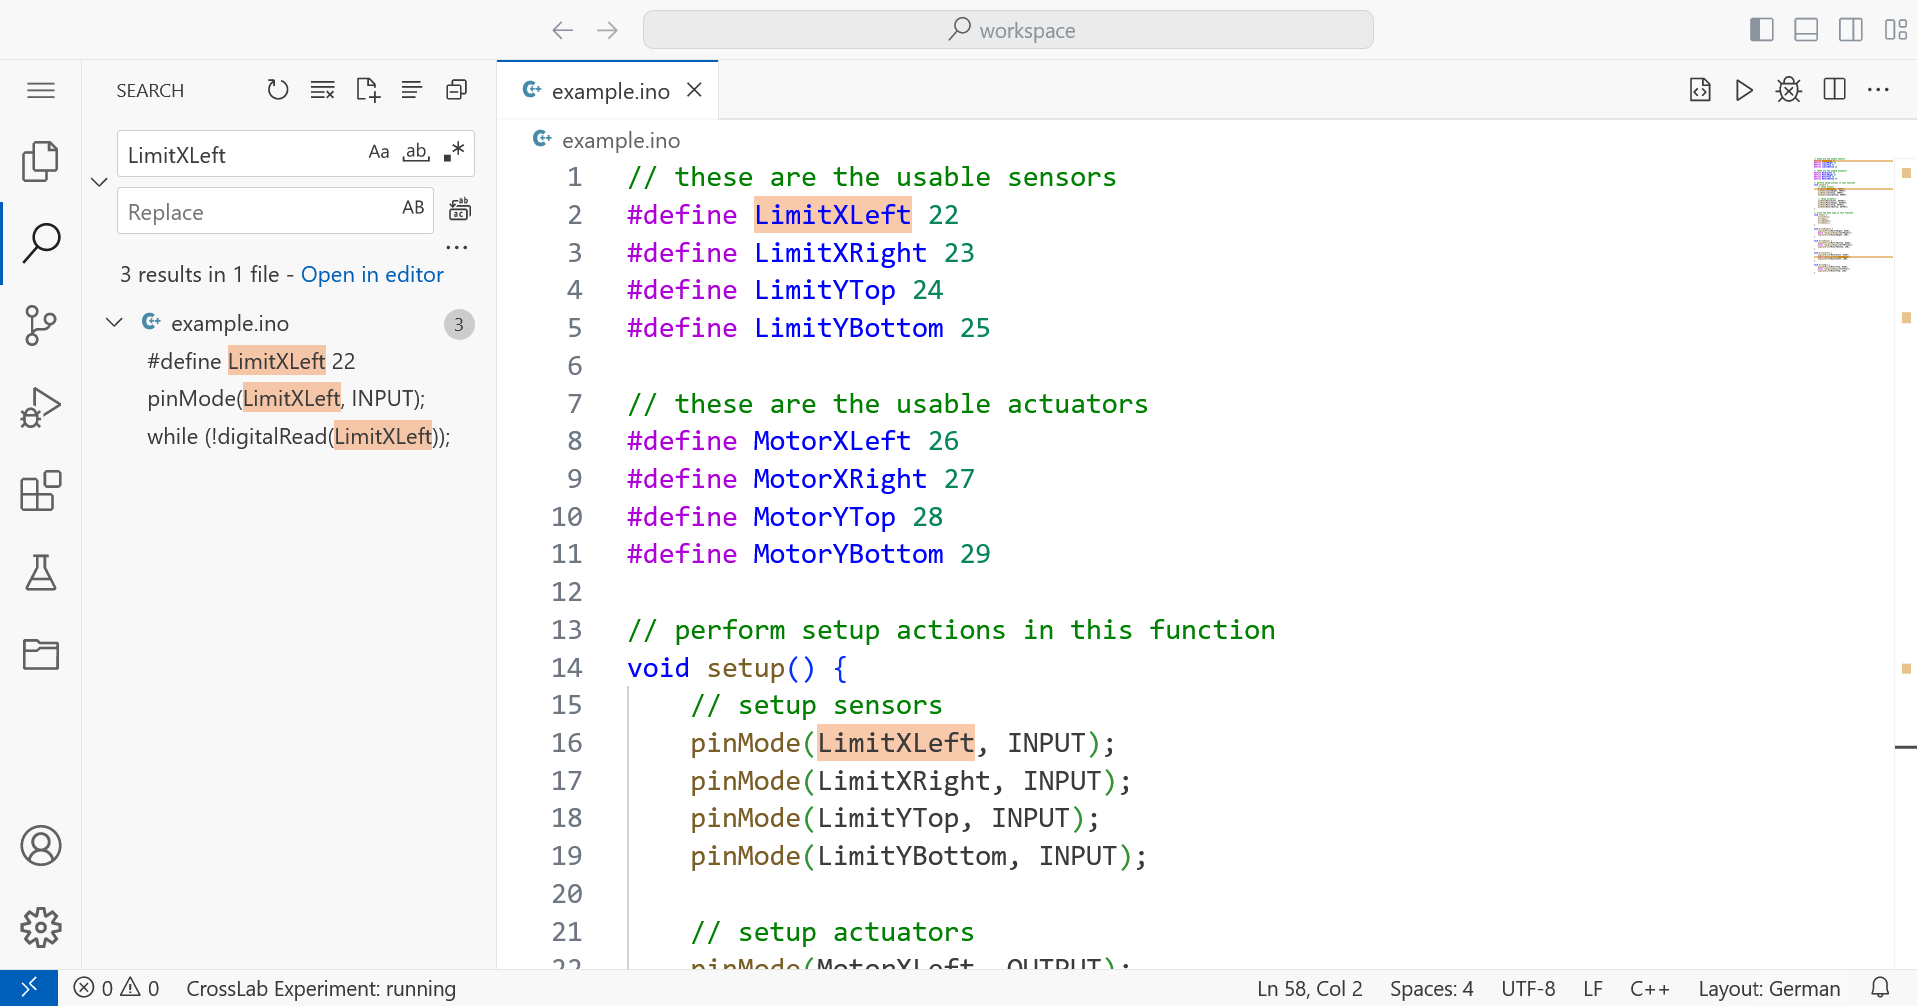 workspace
SEARCH
LimitXLeft
Aa
ab
Replace
AB
3 results in 1 file - Open in editor
example.ino
3
#define LimitXLeft 22
pinMode(LimitXLeft, INPUT);
while (!digitalRead(LimitXLeft));
example.ino
example.ino
1 // these are the usable sensors
2 #define LimitXLeft 22
3 #define LimitXRight 23
4 #define LimitYTop 24
5 #define LimitYBottom 25
6
7 // these are the usable actuators
8 #define MotorXLeft 26
9 #define MotorXRight 27
10 #define MotorYTop 28
11 #define MotorYBottom 29
12
13 // perform setup actions in this function
14 void setup() {
15 // setup sensors
16 pinMode(LimitXLeft, INPUT);
17 pinMode(LimitXRight, INPUT);
18 pinMode(LimitYTop, INPUT);
19 pinMode(LimitYBottom, INPUT);
20
21 // setup actuators
22 pinMode(MotorXLeft, OUTPUT);
0 0 CrossLab Experiment: running
Ln 58, Col 2 Spaces: 4 UTF-8 LF C++ Layout: German